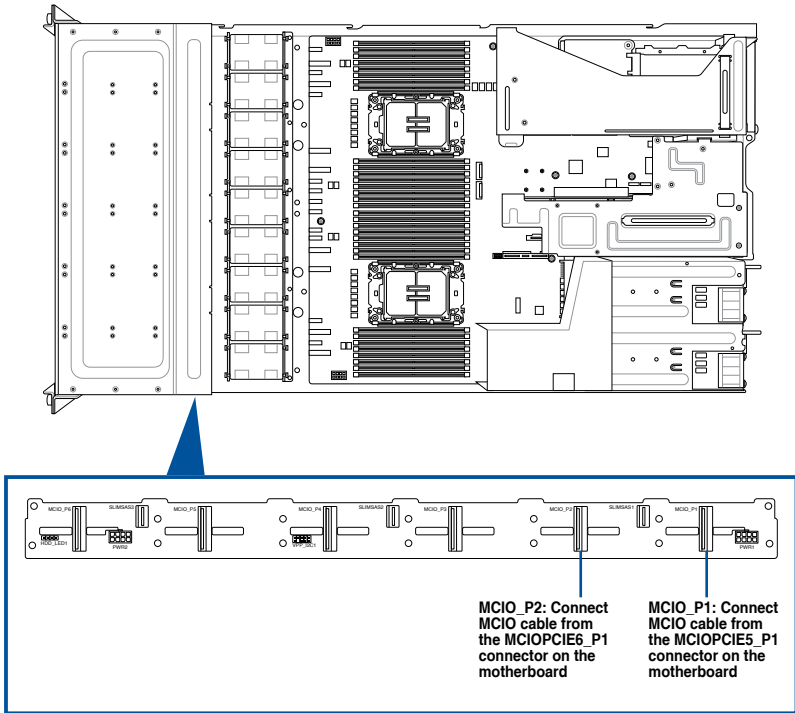 MCIO_P6
SLIMSAS3
MCIO_P5
MCIO_P4
SLIMSAS2
MCIO_P3
MCIO_P2
SLIMSAS1
MCIO_P1
HDD_LED1
PWR2
VPP_I2C1
PWR1
MCIO_P2: Connect
MCIO cable from
the MCIOPCIE6_P1
connector on the
motherboard
MCIO_P1: Connect
MCIO cable from
the MCIOPCIE5_P1
connector on the
motherboard